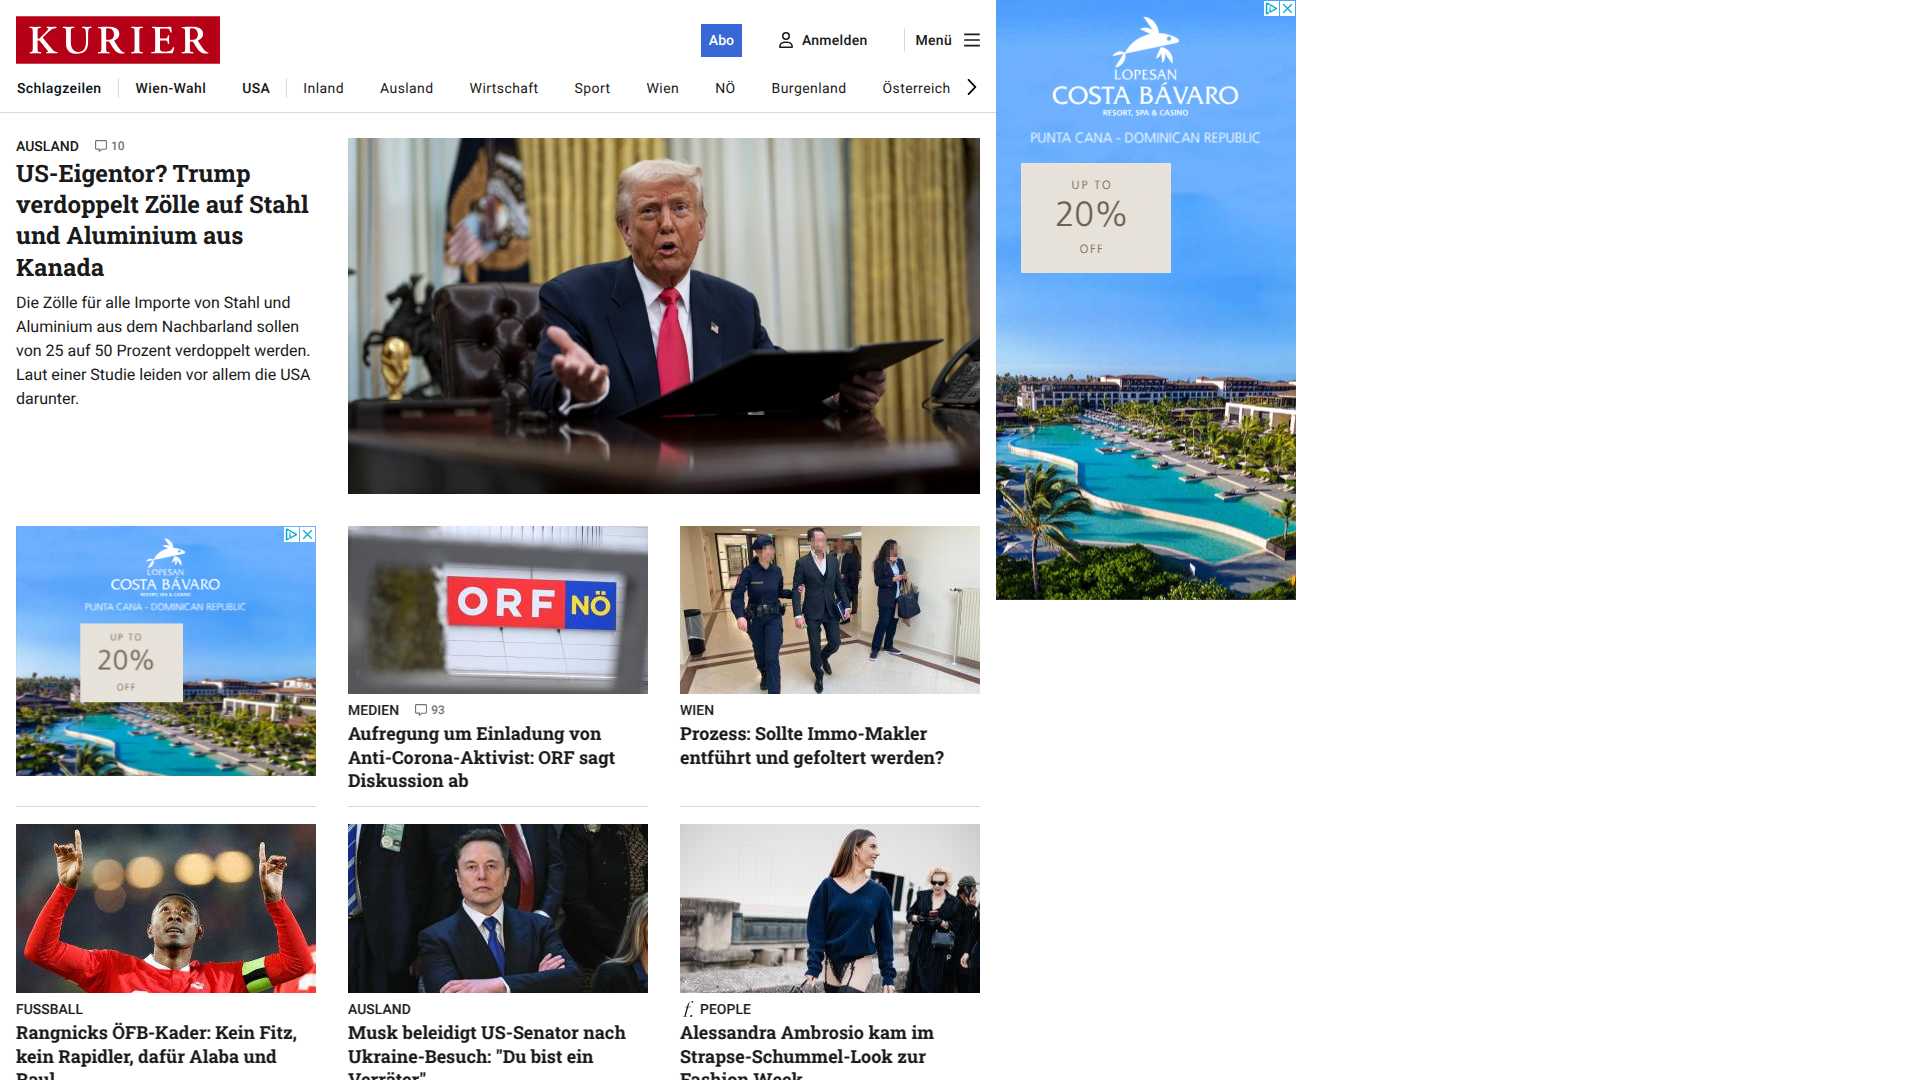 KURIER
Abo
Anmelden
Menü
Schlagzeilen
Wien-Wahl
USA
Inland
Ausland
Wirtschaft
Sport
Wien
NÖ
Burgenland
Österreich
AUSLAND 10
US-Eigentor? Trump
verdoppelt Zölle auf Stahl
und Aluminium aus
Kanada
Die Zölle für alle Importe von Stahl und
Aluminium aus dem Nachbarland sollen
von 25 auf 50 Prozent verdoppelt werden.
Laut einer Studie leiden vor allem die USA
darunter.
LOPESAN
COSTA BÁVARO
RESORT, SPA & CASINO
PUNTA CANA - DOMINICAN REPUBLIC
UP TO
20%
OFF
LOPESAN
COSTA BÁVARO
RESORT, SPA & CASINO
PUNTA CANA - DOMINICAN REPUBLIC
UP TO
20%
OFF
ORF NÖ
MEDIEN 93
Aufregung um Einladung von
Anti-Corona-Aktivist: ORF sagt
Diskussion ab
WIEN
Prozess: Sollte Immo-Makler
entführt und gefoltert werden?
FUSSBALL
Rangnicks ÖFB-Kader: Kein Fitz,
kein Rapidler, dafür Alaba und
Baul
AUSLAND
Musk beleidigt US-Senator nach
Ukraine-Besuch: "Du bist ein
Verräter"
f. PEOPLE
Alessandra Ambrosio kam im
Strapse-Schummel-Look zur
Fashion Week